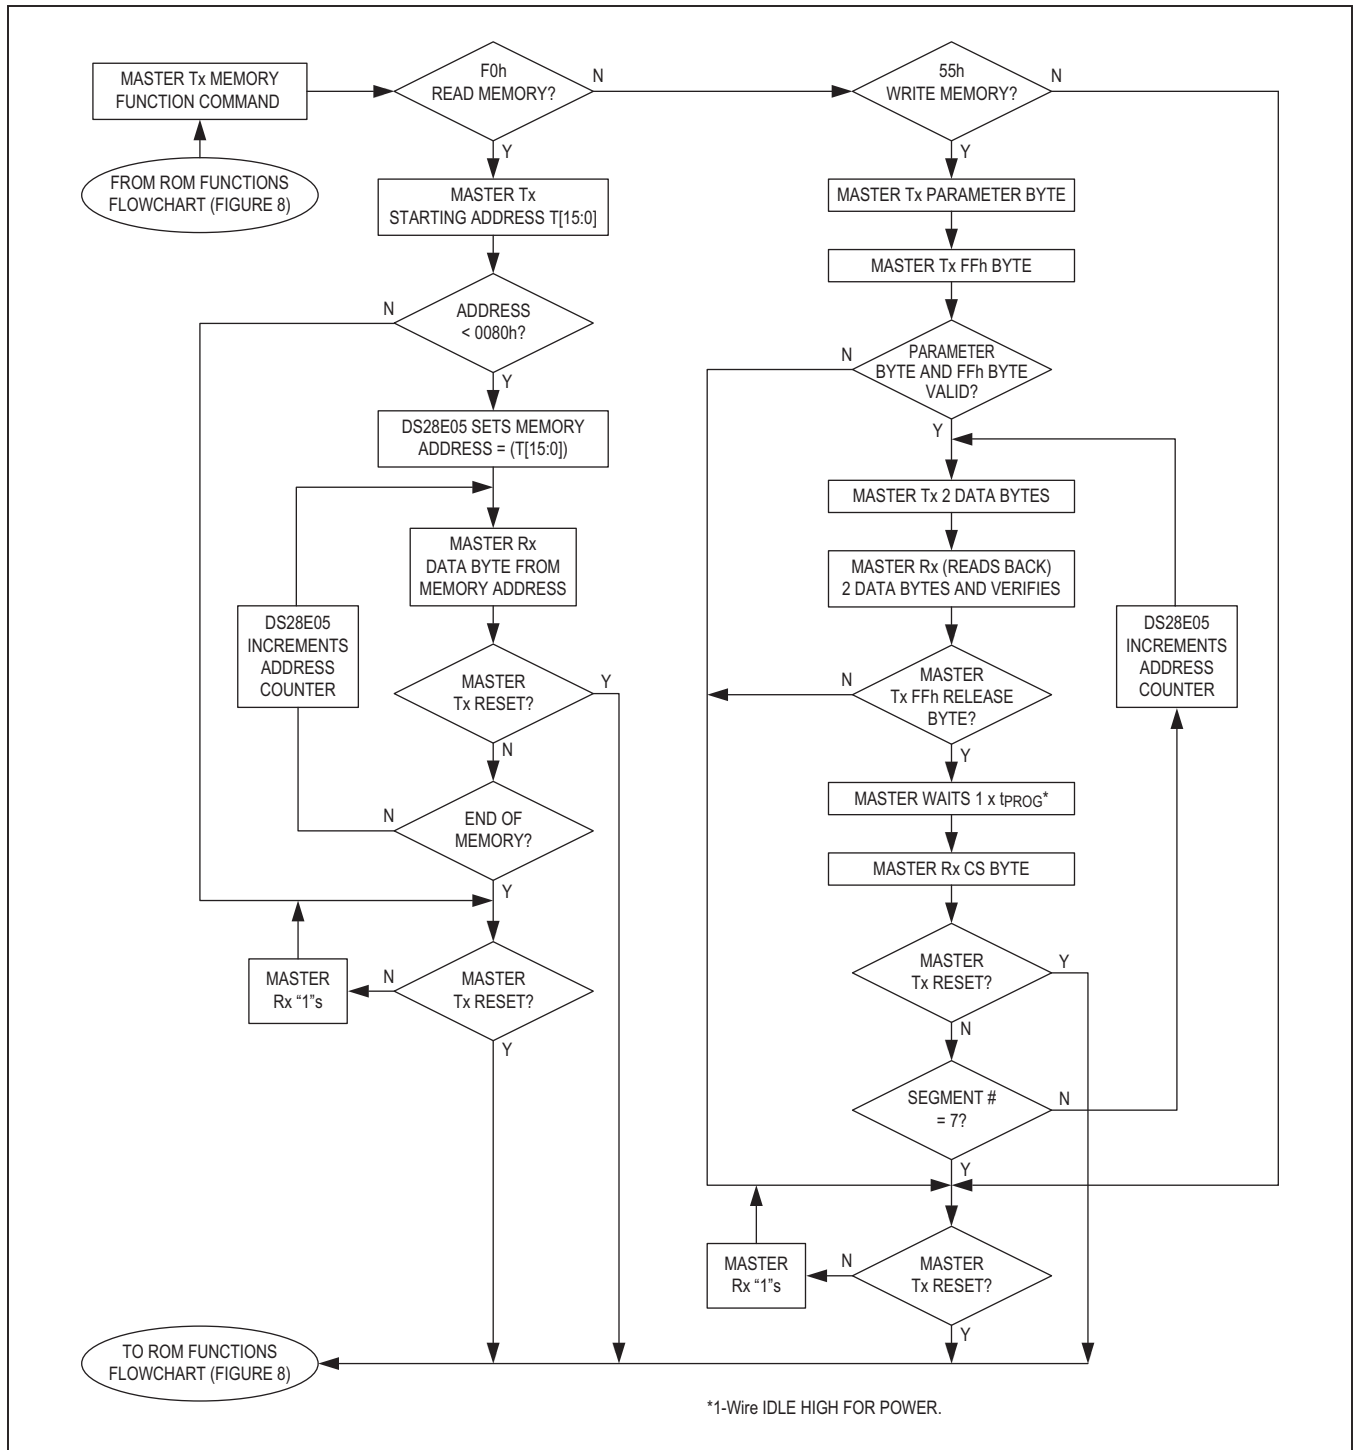 MASTER Tx MEMORY
FUNCTION COMMAND
FROM ROM FUNCTIONS
FLOWCHART (FIGURE 8)
F0h
READ MEMORY?
N
Y
MASTER Tx
STARTING ADDRESS T[15:0]
ADDRESS
< 0080h?
N
Y
DS28E05 SETS MEMORY
ADDRESS = (T[15:0])
MASTER Rx
DATA BYTE FROM
MEMORY ADDRESS
DS28E05
INCREMENTS
ADDRESS
COUNTER
MASTER
Tx RESET?
Y
N
END OF
MEMORY?
N
Y
MASTER
Tx RESET?
N
MASTER
Rx “1”s
Y
55h
WRITE MEMORY?
N
Y
MASTER Tx PARAMETER BYTE
MASTER Tx FFh BYTE
PARAMETER
BYTE AND FFh BYTE
VALID?
N
Y
MASTER Tx 2 DATA BYTES
MASTER Rx (READS BACK)
2 DATA BYTES AND VERIFIES
DS28E05
INCREMENTS
ADDRESS
COUNTER
MASTER
Tx FFh RELEASE
BYTE?
N
Y
MASTER WAITS 1 x tPROG*
MASTER Rx CS BYTE
MASTER
Tx RESET?
Y
N
SEGMENT #
= 7?
N
Y
MASTER
Tx RESET?
N
MASTER
Rx “1”s
Y
TO ROM FUNCTIONS
FLOWCHART (FIGURE 8)
*1-Wire IDLE HIGH FOR POWER.